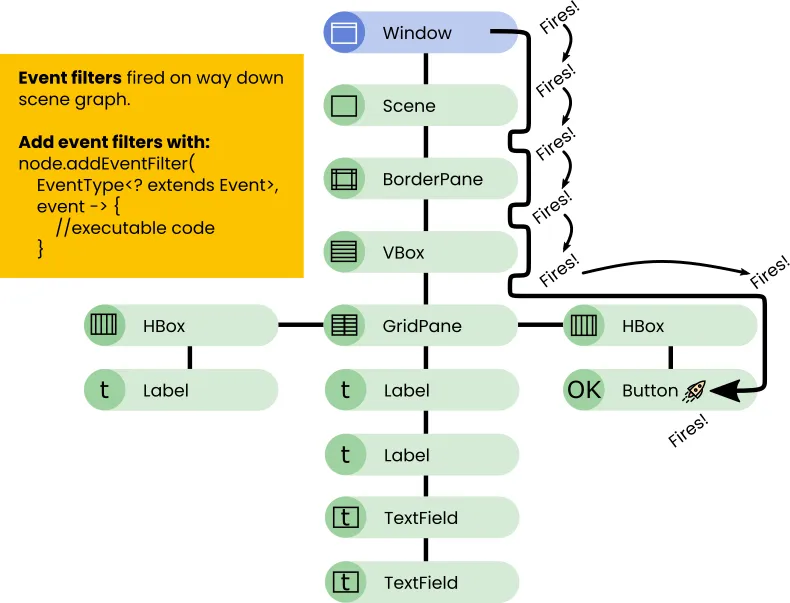 Window
Fires!
Event filters fired on way down
scene graph.
Fires!
Scene
Add event filters with:
node.addEventFilter(
EventType<? extends Event>,
event -> {
//executable code
}
Fires!
BorderPane
Fires!
VBox
Fires!
Fires!
HBox
GridPane
HBox
t
Label
t
Label
OK
Button
Fires!
t
Label
t
TextField
t
TextField